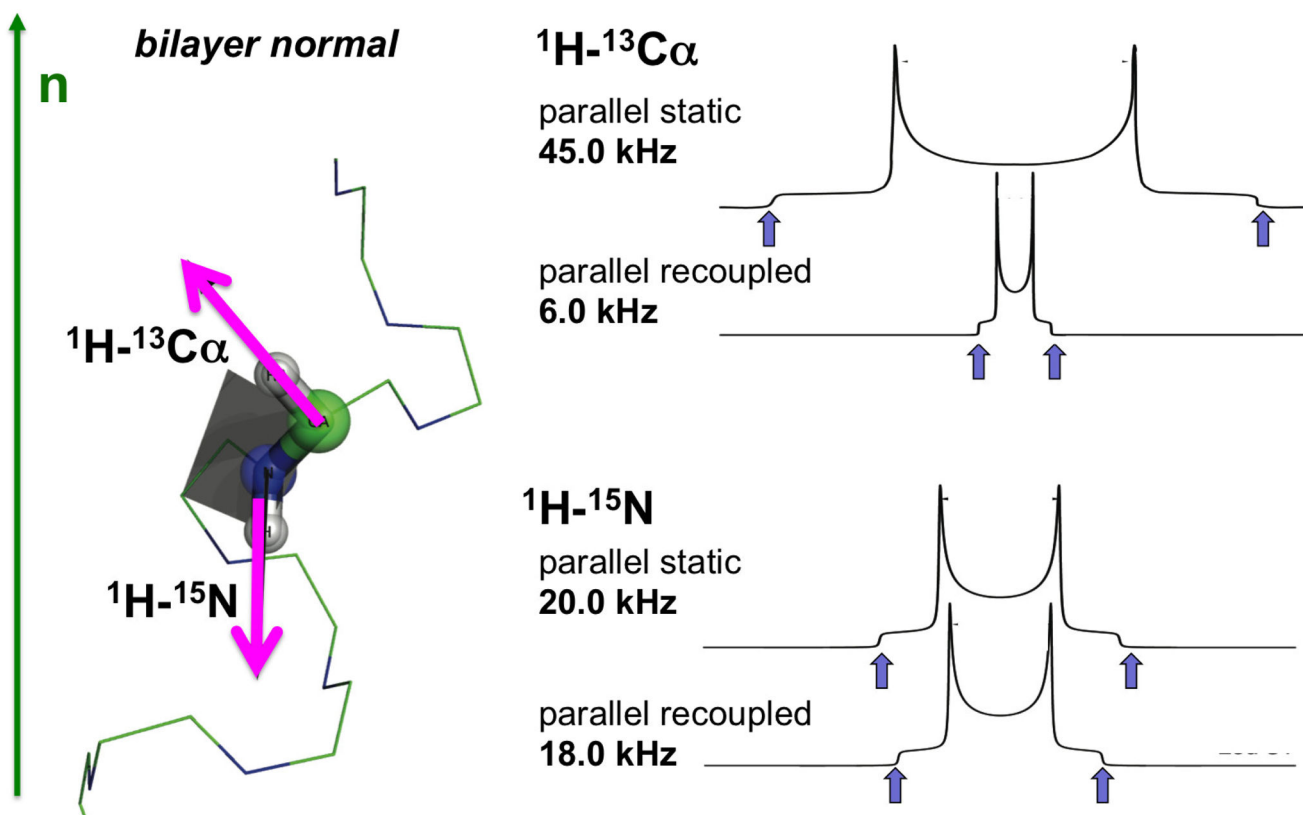 bilayer normal
n
¹H-¹³Cα
parallel static
45.0 kHz
parallel recoupled
6.0 kHz
¹H-¹³Cα
CA
N
H
¹H-¹⁵N
¹H-¹⁵N
parallel static
20.0 kHz
parallel recoupled
18.0 kHz